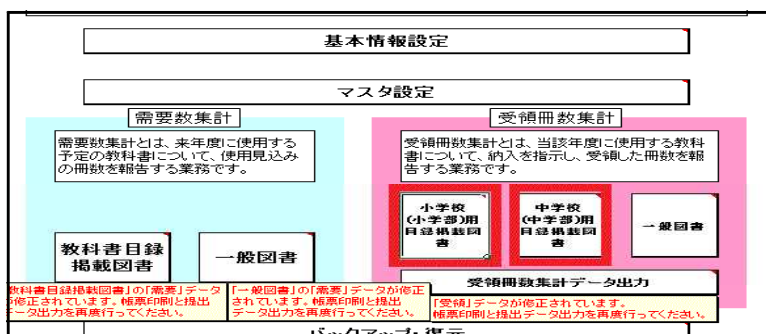 基本情報設定
マスタ設定
需要数集計
需要数集計とは、来年度に使用する
予定の教科書について、使用見込み
の冊数を報告する業務です。
教科書目録
掲載図書
一般図書
教科書目録掲載図書」の「需要」データ
が修正されています。帳票印刷と提出
データ出力を再度行ってください。
「一般図書」の「需要」データが修正
されています。帳票印刷と提出
データ出力を再度行ってください。
受領冊数集計
受領冊数集計とは、当該年度に使用する教科
書について、納入を指示し、受領した冊数を報
告する業務です。
小学校
(小学部)用
目録掲載図
書
中学校
(中学部)用
目録掲載図
書
一般図書
受領冊数集計データ出力
「受領」データが修正されています。
帳票印刷と提出データ出力を再度行ってください。
バックアップ・復元